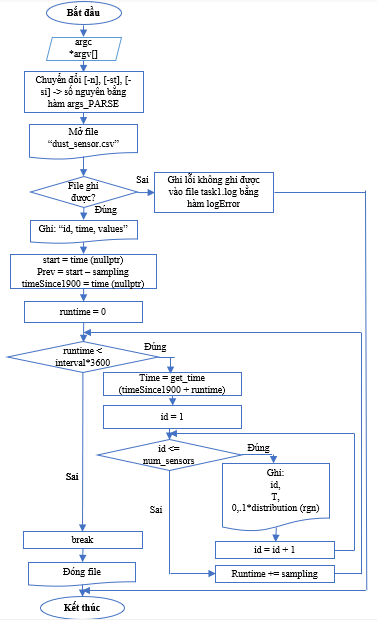 Bắt đầu
argc
*argv[]
Chuyển đổi [-n], [-st], [-
si] -> số nguyên bằng
hàm args_PARSE
Mở file
“dust_sensor.csv”
File ghi
được?
Sai
Ghi lỗi không ghi được
vào file task1.log bằng
hàm logError
Đúng
Ghi: “id, time, values”
start = time (nullptr)
Prev = start – sampling
timeSince1900 = time (nullptr)
runtime = 0
runtime <
interval*3600
Đúng
Time = get_time
(timeSince1900 + runtime)
id = 1
id <=
num_sensors
Đúng
Ghi:
id,
T,
0,.1*distribution (rgn)
Sai
Sai
id = id + 1
break
Runtime += sampling
Đóng file
Kết thúc